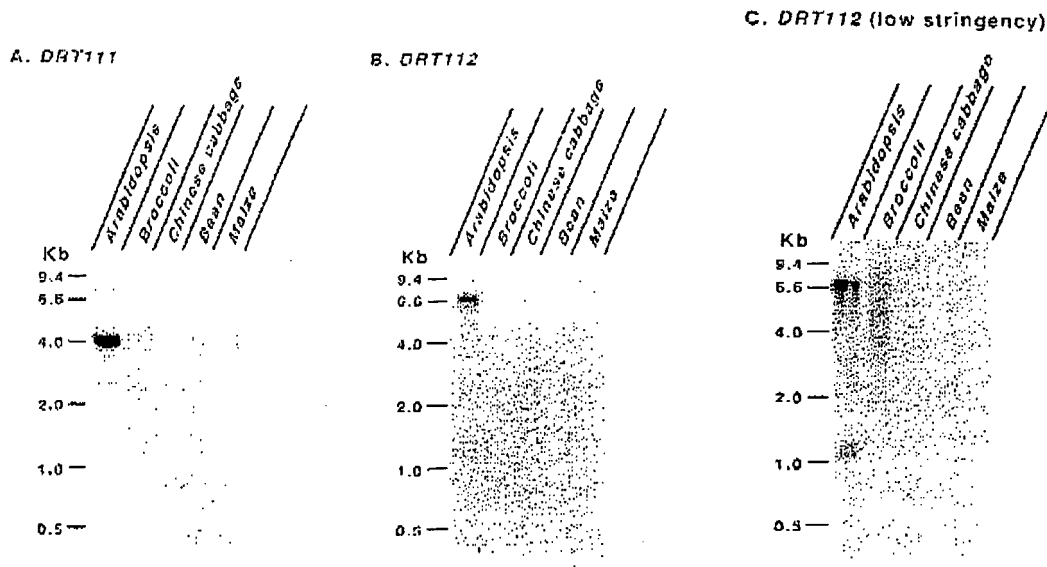 C. DRT112 (low stringency)
A. DRT111
B. DRT112
Arabidopsis
Broccoli
Chinese cabbage
Bean
Maize
Arabidopsis
Broccoli
Chinese cabbage
Bean
Maize
Arabidopsis
Broccoli
Chinese cabbage
Bean
Maize
Kb
9.4
6.6
4.0
2.0
1.0
0.5
Kb
9.4
6.6
4.0
2.0
1.0
0.5
Kb
9.4
6.6
4.0
2.0
1.0
0.5